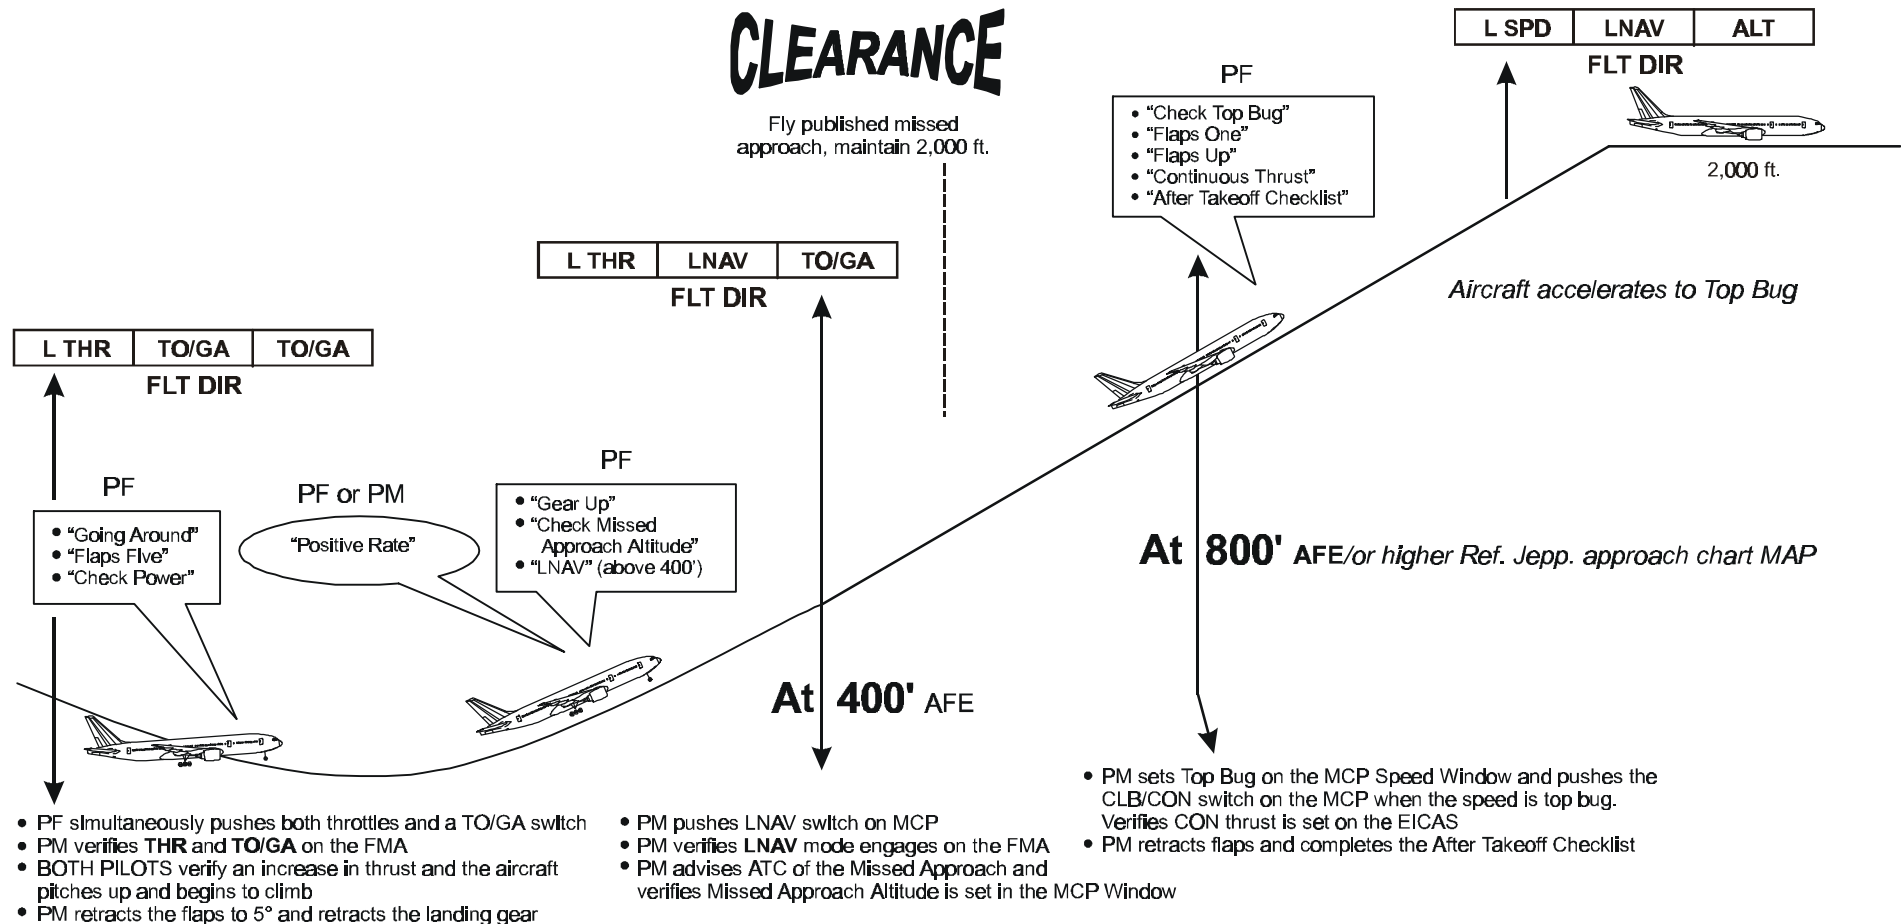 CLEARANCE
Fly published missed
approach, maintain 2,000 ft.
L SPD LNAV ALT
FLT DIR
2,000 ft.
PF
• “Check Top Bug”
• “Flaps One”
• “Flaps Up”
• “Continuous Thrust”
• “After Takeoff Checklist”
Aircraft accelerates to Top Bug
L THR LNAV TO/GA
FLT DIR
L THR TO/GA TO/GA
FLT DIR
PF
• “Going Around”
• “Flaps FIve”
• “Check Power”
PF or PM
“Positive Rate”
PF
• “Gear Up”
• “Check Missed
Approach Altitude”
• “LNAV” (above 400’)
At 400' AFE
At 800' AFE/or higher Ref. Jepp. approach chart MAP
• PF simultaneously pushes both throttles and a TO/GA switch
• PM verifies THR and TO/GA on the FMA
• BOTH PILOTS verify an increase in thrust and the aircraft
pitches up and begins to climb
• PM retracts the flaps to 5° and retracts the landing gear
• PM pushes LNAV switch on MCP
• PM verifies LNAV mode engages on the FMA
• PM advises ATC of the Missed Approach and
verifies Missed Approach Altitude is set in the MCP Window
• PM sets Top Bug on the MCP Speed Window and pushes the
CLB/CON switch on the MCP when the speed is top bug.
Verifies CON thrust is set on the EICAS
• PM retracts flaps and completes the After Takeoff Checklist